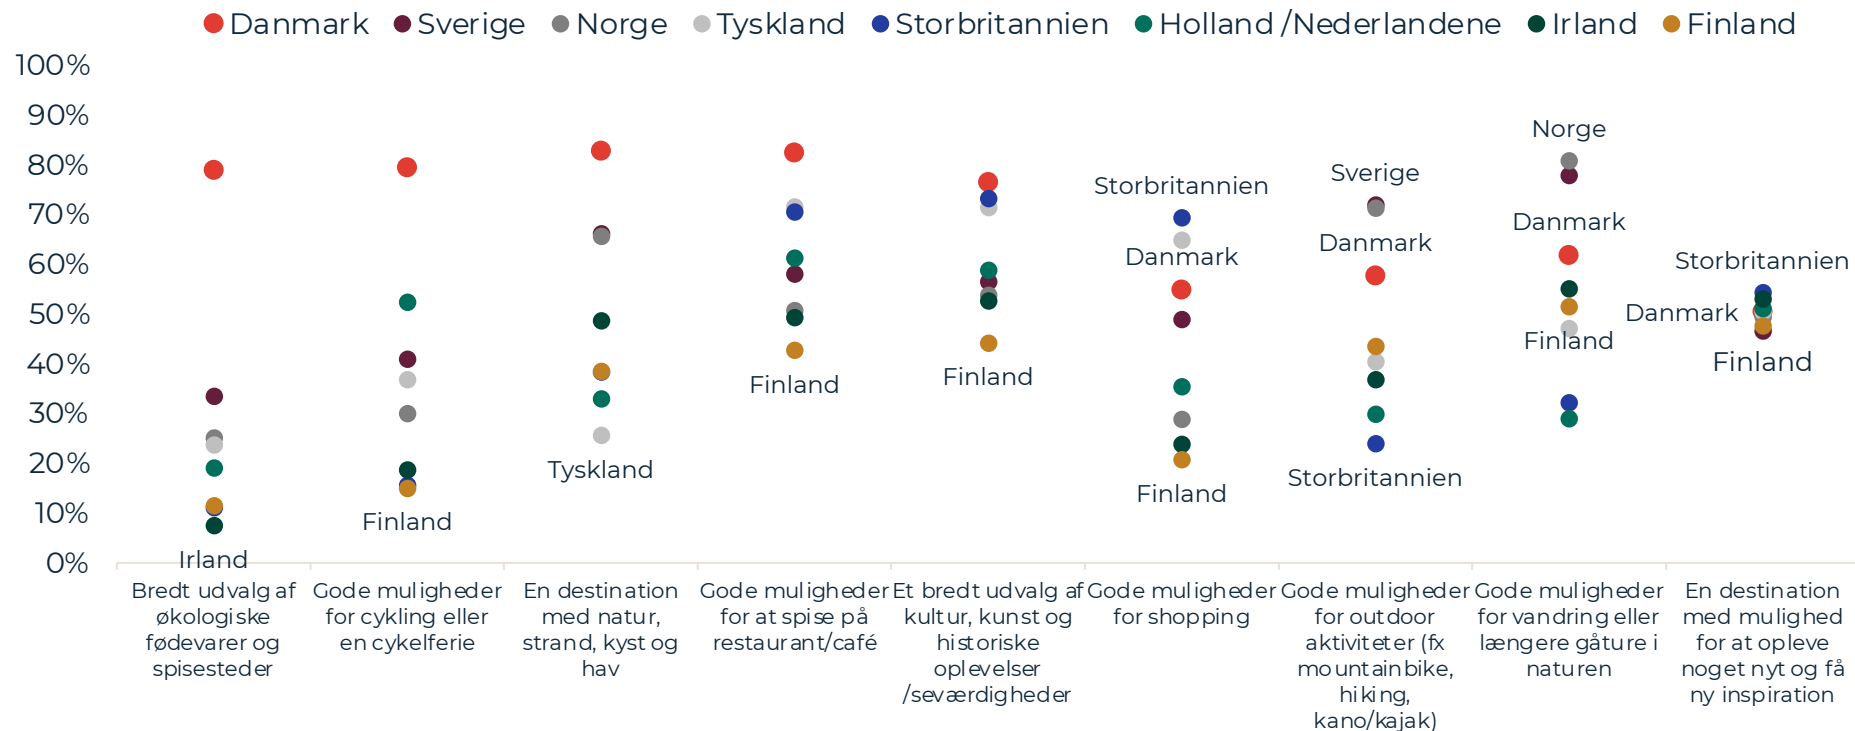 Danmark Sverige Norge Tyskland Storbritannien Holland /Nederlandene Irland Finland
100%
90%
80%
70%
60%
50%
40%
30%
20%
10%
0%
Irland
Finland
Tyskland
Finland
Finland
Storbritannien
Danmark
Finland
Sverige
Danmark
Storbritannien
Norge
Danmark
Finland
Storbritannien
Danmark
Finland
Bredt udvalg af
økologiske
fødevarer og
spisesteder
Gode muligheder
for cykling eller
en cykelferie
En destination
med natur,
strand, kyst og
hav
Gode muligheder
for at spise på
restaurant/café
Et bredt udvalg af
kultur, kunst og
historiske
oplevelser
/seværdigheder
Gode muligheder
for shopping
Gode muligheder
for outdoor
aktiviteter (fx
mountainbike,
hiking,
kano/kajak)
Gode muligheder
for vandring eller
længere gåture i
naturen
En destination
med mulighed
for at opleve
noget nyt og få
ny inspiration